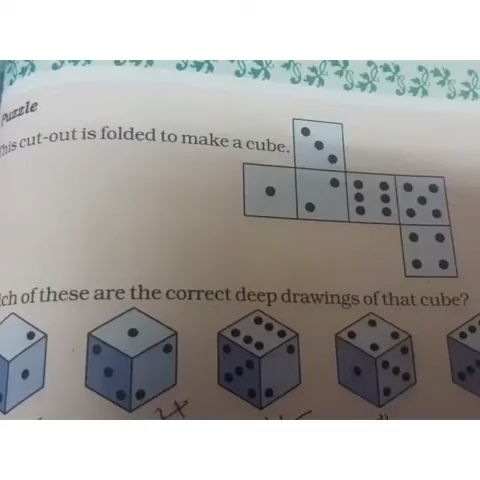 Puzzle
This cut-out is folded to make a cube.
ich of these are the correct deep drawings of that cube?